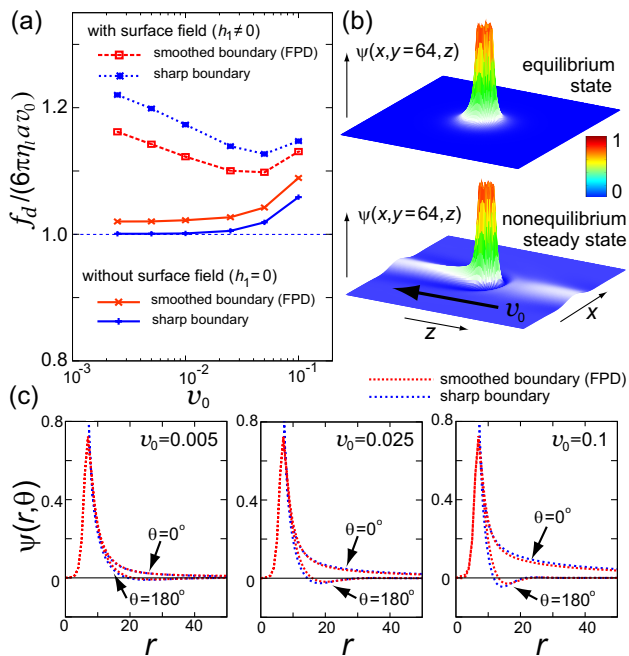 (a)
with surface field (h₁≠0)
smoothed boundary (FPD)
sharp boundary
1.2
1.0
0.8
f_d/(6πη_l a v₀)
without surface field (h₁=0)
smoothed boundary (FPD)
sharp boundary
10⁻³ 10⁻² 10⁻¹
v₀
(b)
ψ(x,y=64,z)
equilibrium
state
1
0
ψ(x,y=64,z)
nonequilibrium
steady state
v₀
z
x
(c)
smoothed boundary (FPD)
sharp boundary
ψ(r,θ)
0.8
0.4
0
v₀=0.005
θ=0°
θ=180°
0 20 40
r
v₀=0.025
θ=0°
θ=180°
0 20 40
r
v₀=0.1
θ=0°
θ=180°
0 20 40
r